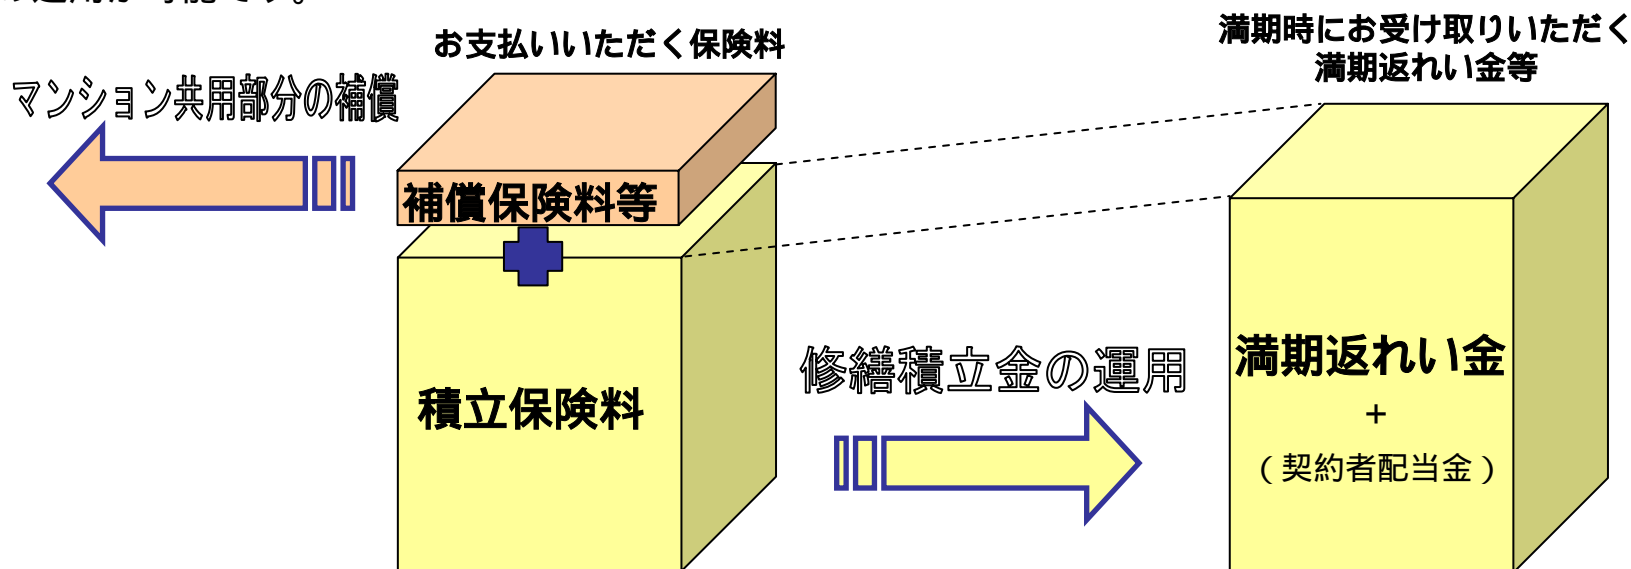 お支払いいただく保険料
満期時にお受け取りいただく
満期返れい金等
マンション共用部分の補償
補償保険料等
積立保険料
修繕積立金の運用
満期返れい金
+
(契約者配当金)